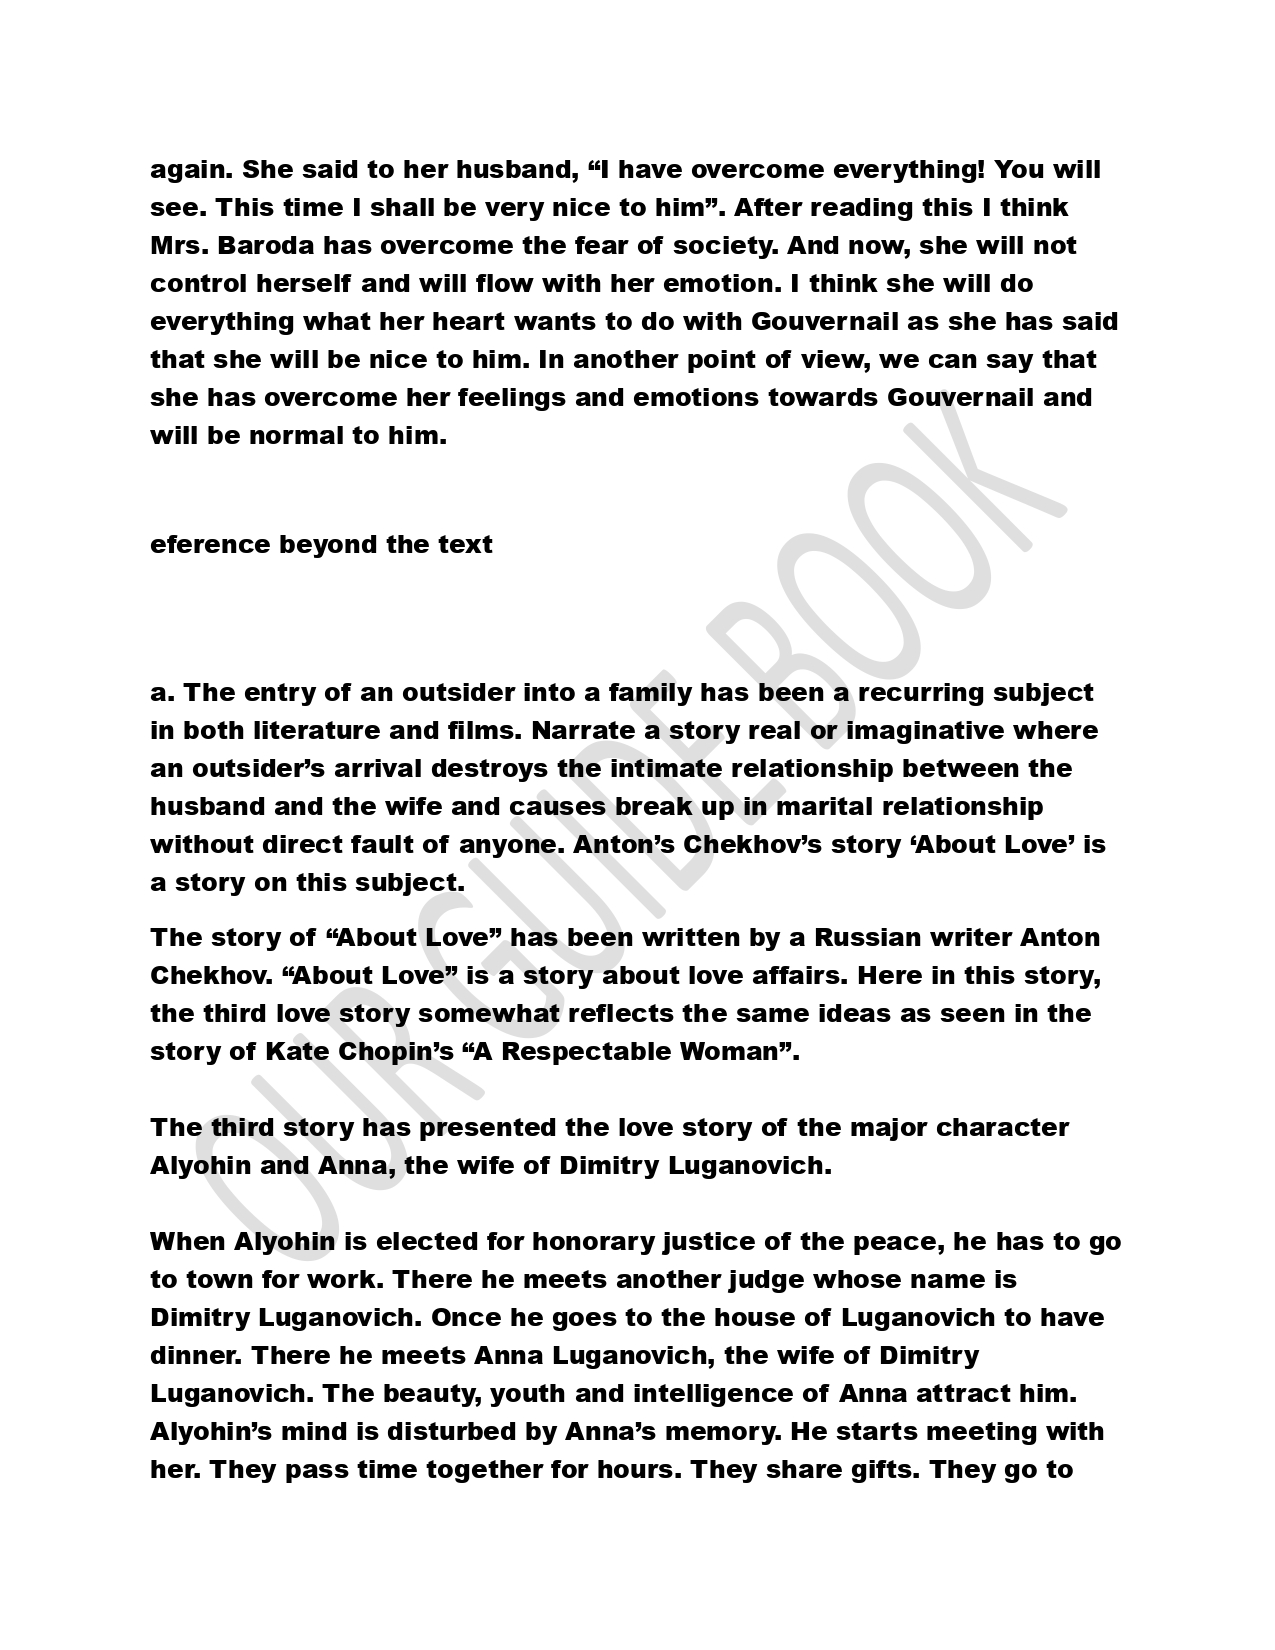 again. She said to her husband, “I have overcome everything! You will
see. This time I shall be very nice to him”. After reading this I think
Mrs. Baroda has overcome the fear of society. And now, she will not
control herself and will flow with her emotion. I think she will do
everything what her heart wants to do with Gouvernail as she has said
that she will be nice to him. In another point of view, we can say that
she has overcome her feelings and emotions towards Gouvernail and
will be normal to him.
eference beyond the text
a. The entry of an outsider into a family has been a recurring subject
in both literature and films. Narrate a story real or imaginative where
an outsider’s arrival destroys the intimate relationship between the
husband and the wife and causes break up in marital relationship
without direct fault of anyone. Anton’s Chekhov’s story ‘About Love’ is
a story on this subject.
The story of “About Love” has been written by a Russian writer Anton
Chekhov. “About Love” is a story about love affairs. Here in this story,
the third love story somewhat reflects the same ideas as seen in the
story of Kate Chopin’s “A Respectable Woman”.
The third story has presented the love story of the major character
Alyohin and Anna, the wife of Dimitry Luganovich.
When Alyohin is elected for honorary justice of the peace, he has to go
to town for work. There he meets another judge whose name is
Dimitry Luganovich. Once he goes to the house of Luganovich to have
dinner. There he meets Anna Luganovich, the wife of Dimitry
Luganovich. The beauty, youth and intelligence of Anna attract him.
Alyohin’s mind is disturbed by Anna’s memory. He starts meeting with
her. They pass time together for hours. They share gifts. They go to
OUR GUIDE BOOK